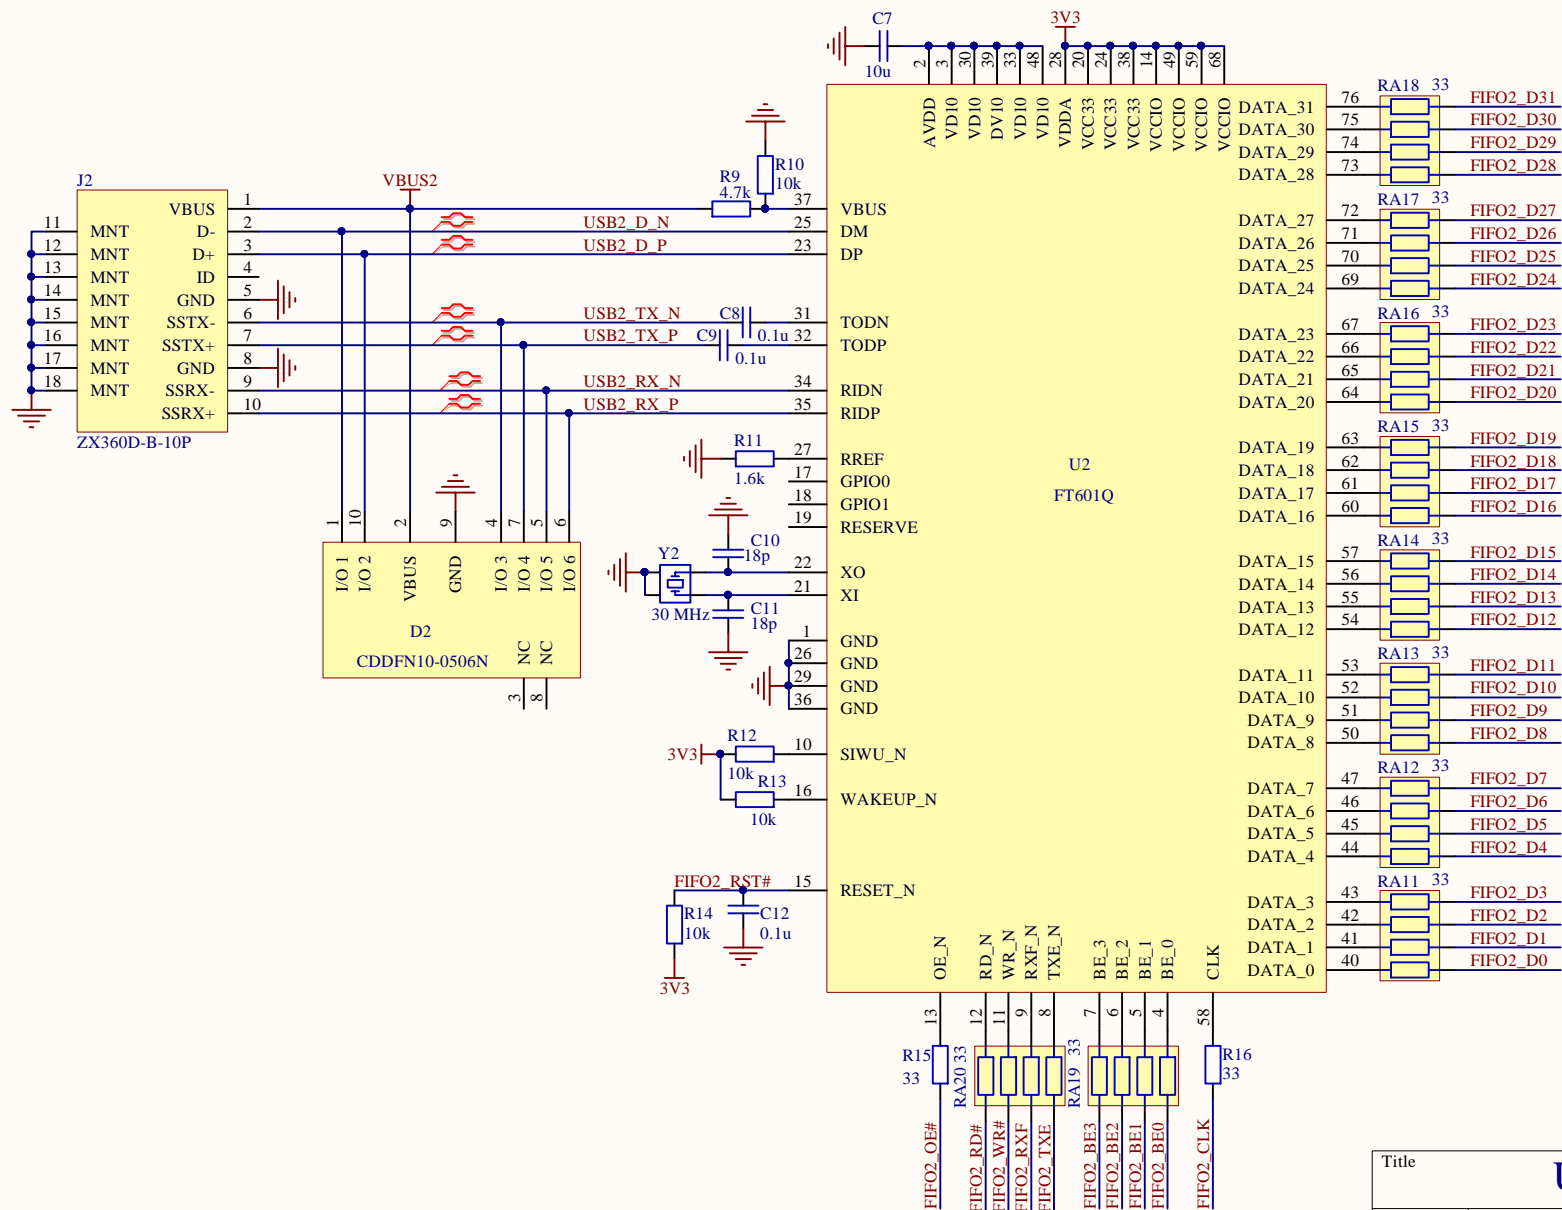 C7
10u
3V3
2 3 30 39 33 48 28 20 24 38 14 49 59 68
AVDD VD10 VD10 DV10 VD10 VD10 VDDA VCC33 VCC33 VCC33 VCCIO VCCIO VCCIO VCCIO
J2
VBUS 1
D- 2
D+ 3
ID 4
GND 5
SSTX- 6
SSTX+ 7
GND 8
SSRX- 9
SSRX+ 10
11 MNT
12 MNT
13 MNT
14 MNT
15 MNT
16 MNT
17 MNT
18 MNT
ZX360D-B-10P
VBUS2
USB2_D_N
USB2_D_P
USB2_TX_N
USB2_TX_P
USB2_RX_N
USB2_RX_P
R9
4.7k
R10
10k
C8
0.1u
C9
0.1u
1 10 2 9 4 7 5 6
I/O 1 I/O 2 VBUS GND I/O 3 I/O 4 I/O 5 I/O 6
D2
CDDFN10-0506N
NC NC
3 8
R11
1.6k
C10
18p
Y2
30 MHz
C11
18p
3V3
R12
10k
R13
10k
FIFO2_RST#
R14
10k
C12
0.1u
3V3
37 VBUS
25 DM
23 DP
31 TODN
32 TODP
34 RIDN
35 RIDP
27 RREF
17 GPIO0
18 GPIO1
19 RESERVE
22 XO
21 XI
1 GND
26 GND
29 GND
36 GND
10 SIWU_N
16 WAKEUP_N
15 RESET_N
U2
FT601Q
RA18 33
DATA_31 76 FIFO2_D31
DATA_30 75 FIFO2_D30
DATA_29 74 FIFO2_D29
DATA_28 73 FIFO2_D28
RA17 33
DATA_27 72 FIFO2_D27
DATA_26 71 FIFO2_D26
DATA_25 70 FIFO2_D25
DATA_24 69 FIFO2_D24
RA16 33
DATA_23 67 FIFO2_D23
DATA_22 66 FIFO2_D22
DATA_21 65 FIFO2_D21
DATA_20 64 FIFO2_D20
RA15 33
DATA_19 63 FIFO2_D19
DATA_18 62 FIFO2_D18
DATA_17 61 FIFO2_D17
DATA_16 60 FIFO2_D16
RA14 33
DATA_15 57 FIFO2_D15
DATA_14 56 FIFO2_D14
DATA_13 55 FIFO2_D13
DATA_12 54 FIFO2_D12
RA13 33
DATA_11 53 FIFO2_D11
DATA_10 52 FIFO2_D10
DATA_9 51 FIFO2_D9
DATA_8 50 FIFO2_D8
RA12 33
DATA_7 47 FIFO2_D7
DATA_6 46 FIFO2_D6
DATA_5 45 FIFO2_D5
DATA_4 44 FIFO2_D4
RA11 33
DATA_3 43 FIFO2_D3
DATA_2 42 FIFO2_D2
DATA_1 41 FIFO2_D1
DATA_0 40 FIFO2_D0
OE_N RD_N WR_N RXF_N TXE_N BE_3 BE_2 BE_1 BE_0 CLK
13 12 11 9 8 7 6 5 4 58
R15
33
RA20 33
RA19 33
R16
33
FIFO2_OE# FIFO2_RD# FIFO2_WR# FIFO2_RXF FIFO2_TXE FIFO2_BE3 FIFO2_BE2 FIFO2_BE1 FIFO2_BE0 FIFO2_CLK
Title